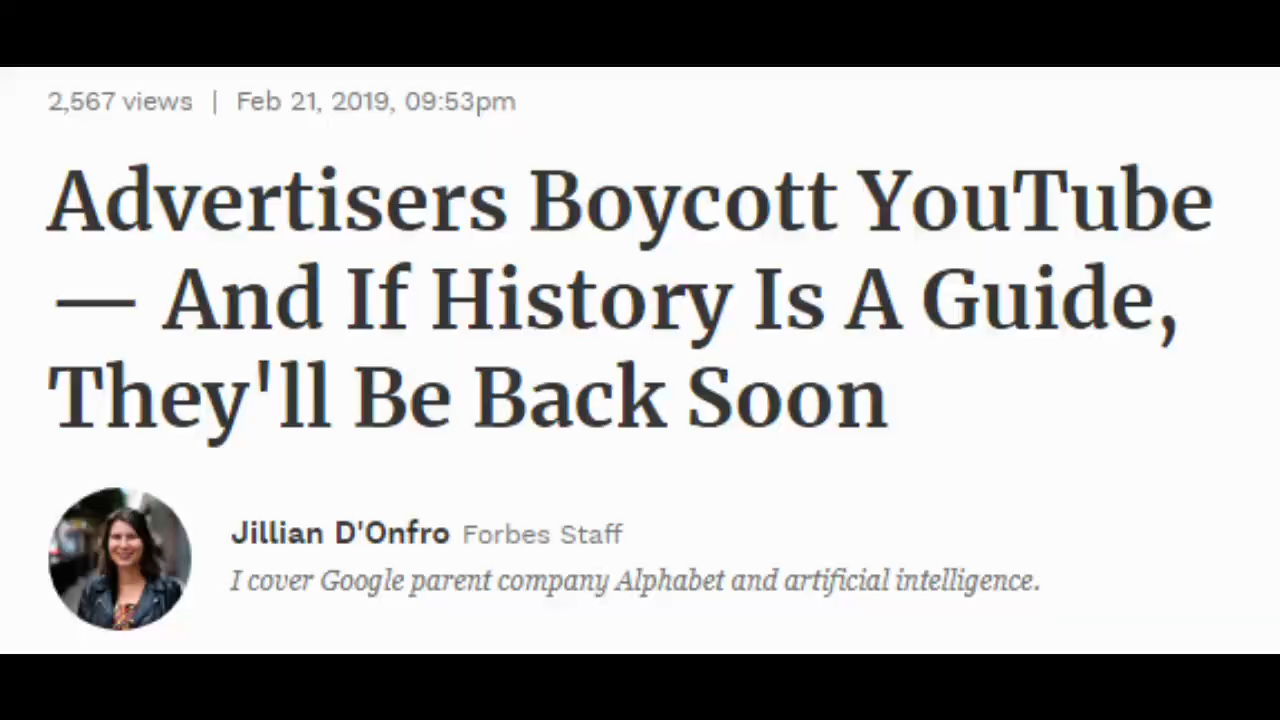 2,567 views | Feb 21, 2019, 09:53pm
Advertisers Boycott YouTube
— And If History Is A Guide,
They'll Be Back Soon
Jillian D'Onfro Forbes Staff
I cover Google parent company Alphabet and artificial intelligence.